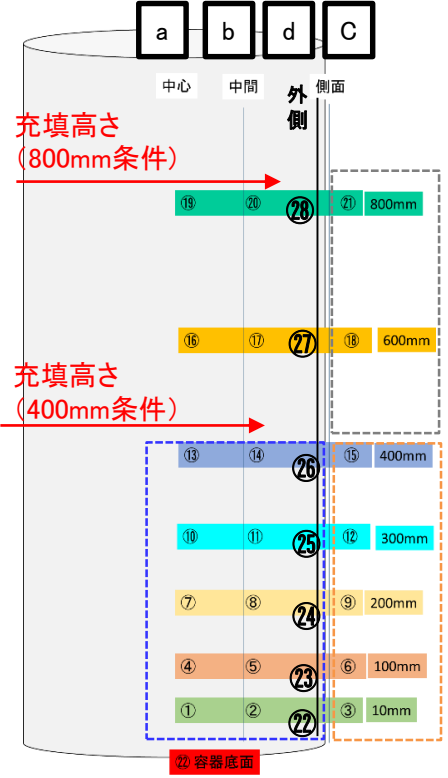 a b d C
中心 中間 側面
外側
充填高さ
（800mm条件）
⑲ ⑳ ㉘ ㉑ 800mm
⑯ ⑰ ㉗ ⑱ 600mm
充填高さ
（400mm条件）
⑬ ⑭ ㉖ ⑮ 400mm
⑩ ⑪ ㉕ ⑫ 300mm
⑦ ⑧ ㉔ ⑨ 200mm
④ ⑤ ㉓ ⑥ 100mm
① ② ㉒ ③ 10mm
㉒ 容器底面